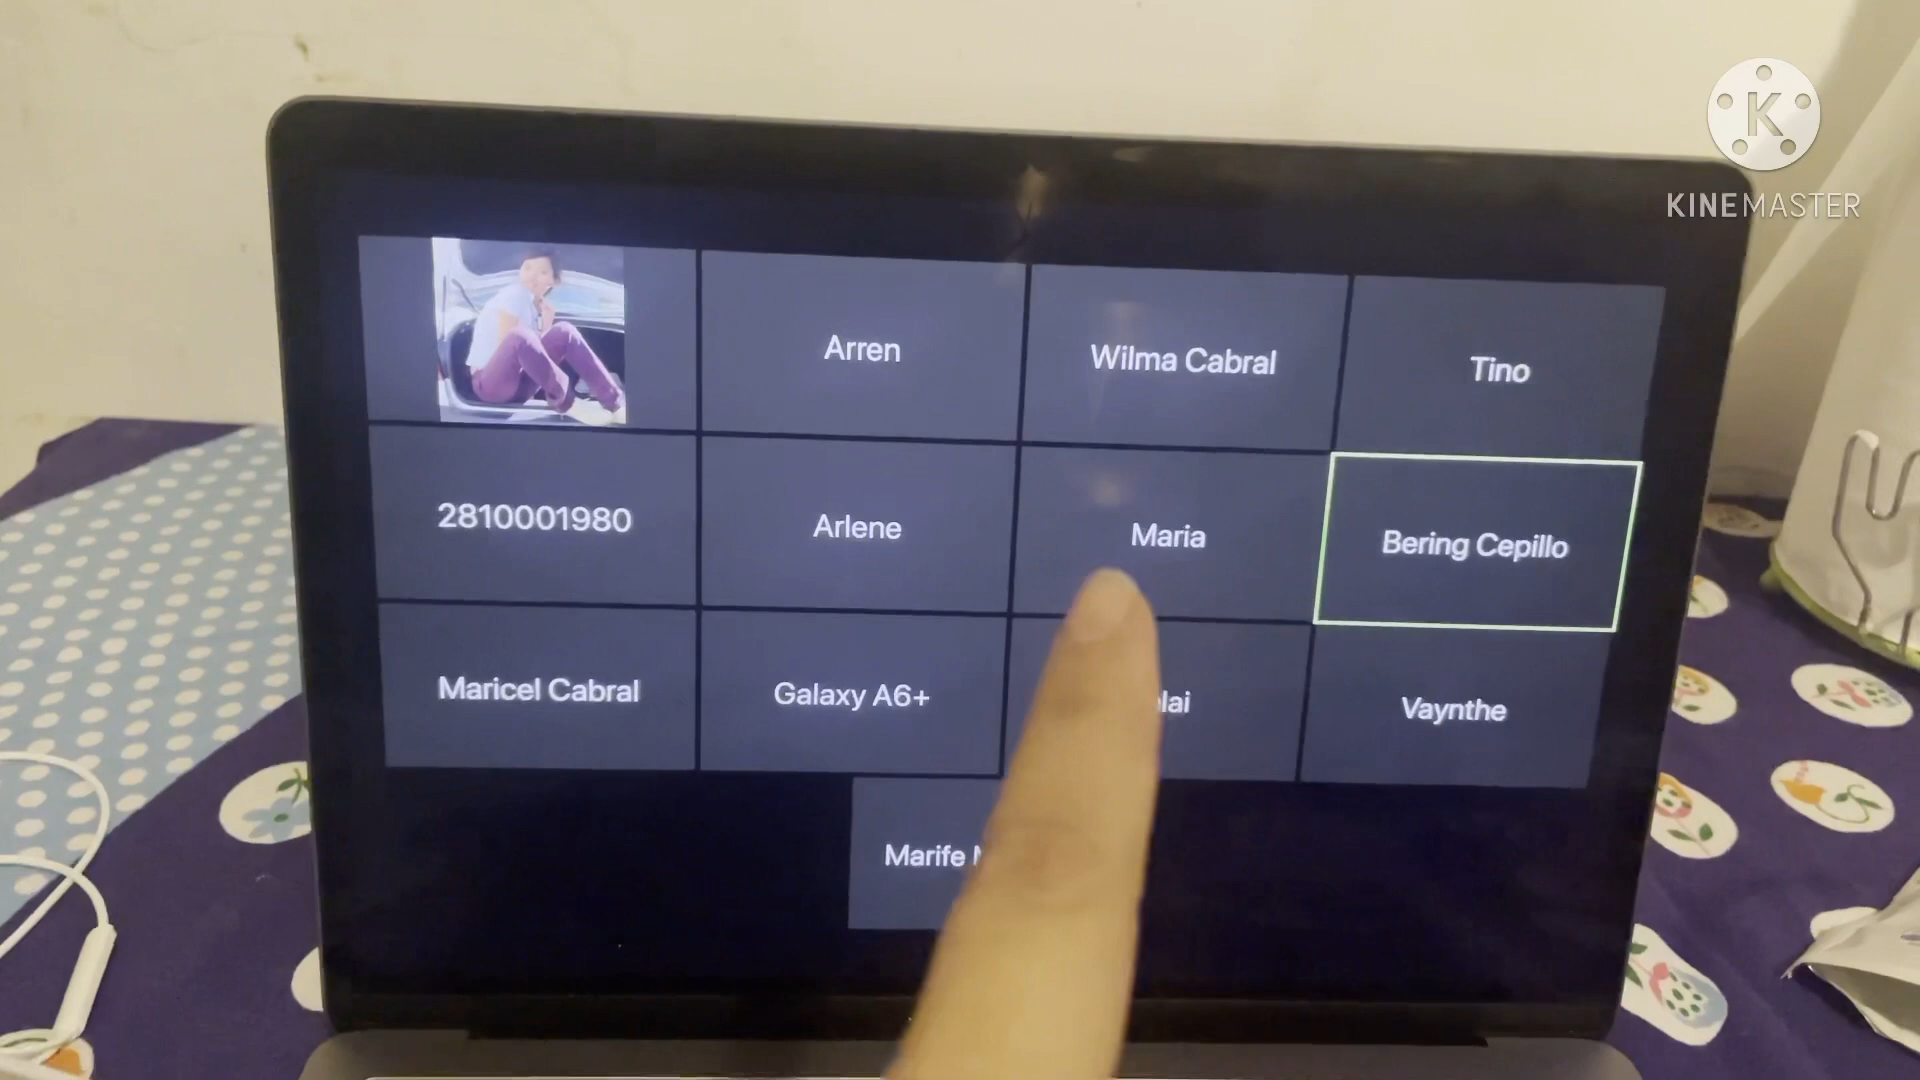 K
KINEMASTER
Arren
Wilma Cabral
Tino
2810001980
Arlene
Maria
Bering Cepillo
Maricel Cabral
Galaxy A6+
Vaynthe
Marife